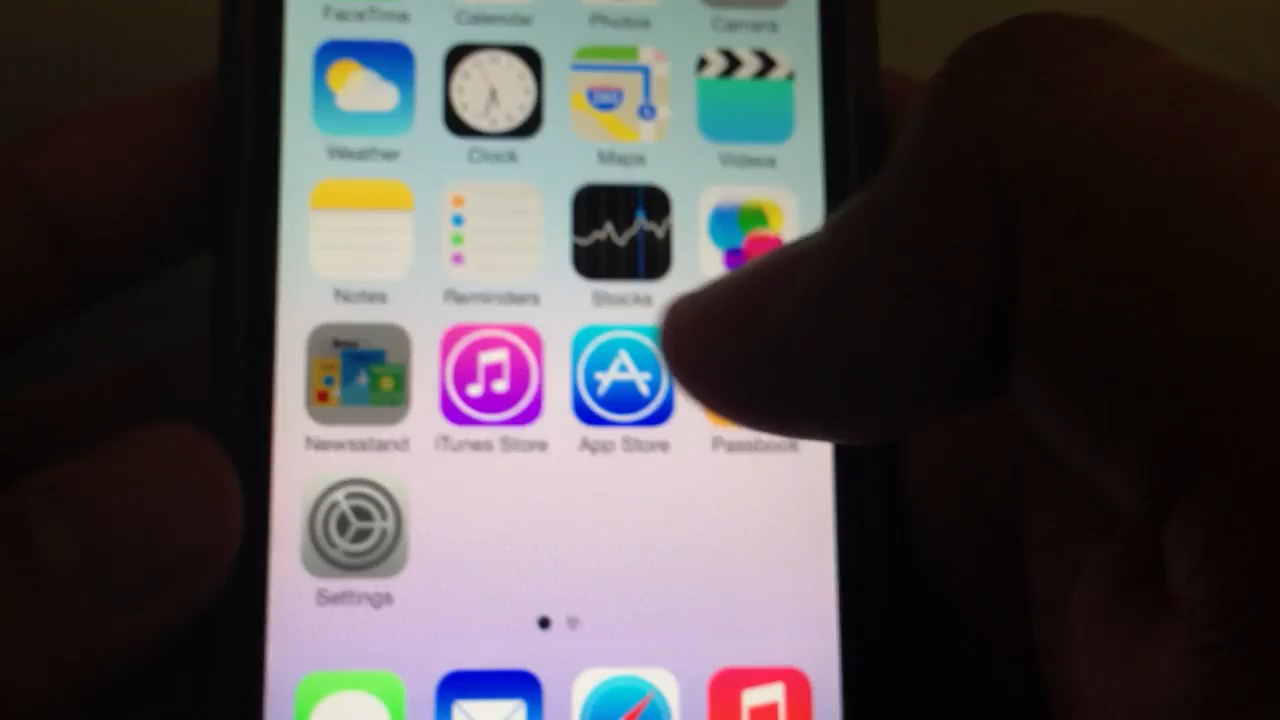 FaceTime Calendar Photos Camera
Weather Clock Maps Videos
Notes Reminders Stocks
Newsstand iTunes Store App Store Passbook
Settings